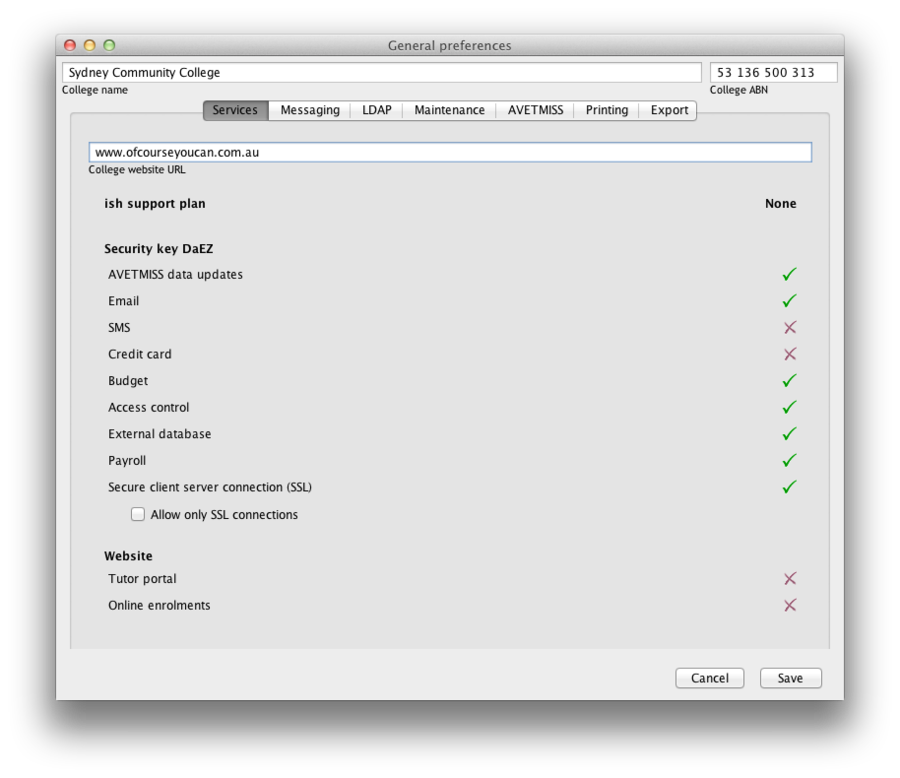 General preferences
Sydney Community College 53 136 500 313
College name College ABN
Services Messaging LDAP Maintenance AVETMISS Printing Export
www.ofcourseyoucan.com.au
College website URL
ish support plan None
Security key DaEZ
AVETMISS data updates
Email
SMS
Credit card
Budget
Access control
External database
Payroll
Secure client server connection (SSL)
Allow only SSL connections
Website
Tutor portal
Online enrolments
Cancel Save